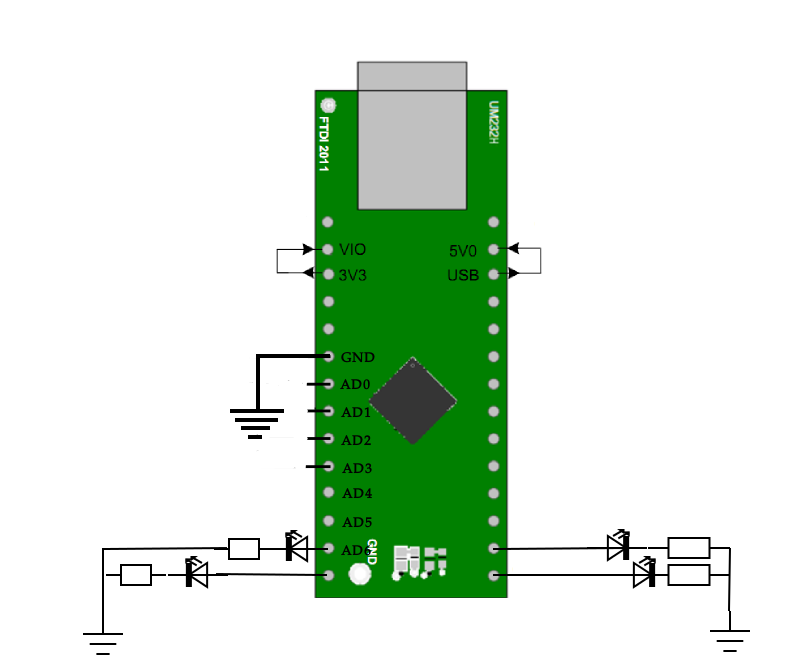 UM232H
FTDI 2011
VIO
5V0
3V3
USB
GND
AD0
AD1
AD2
AD3
AD4
AD5
AD6
GND